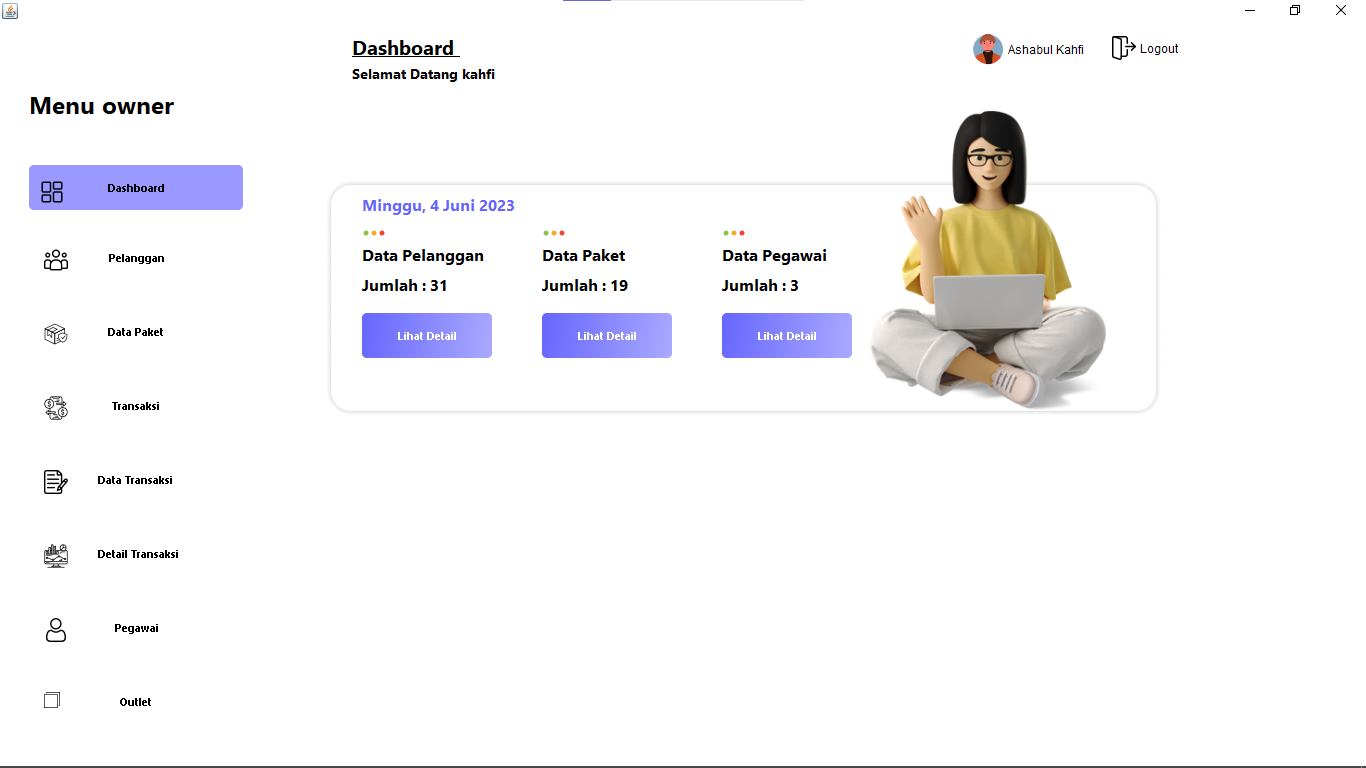 Dashboard
Selamat Datang kahfi
Ashabul Kahfi
Logout
Menu owner
Dashboard
Pelanggan
Data Paket
Transaksi
Data Transaksi
Detail Transaksi
Pegawai
Outlet
Minggu, 4 Juni 2023
Data Pelanggan
Jumlah : 31
Lihat Detail
Data Paket
Jumlah : 19
Lihat Detail
Data Pegawai
Jumlah : 3
Lihat Detail